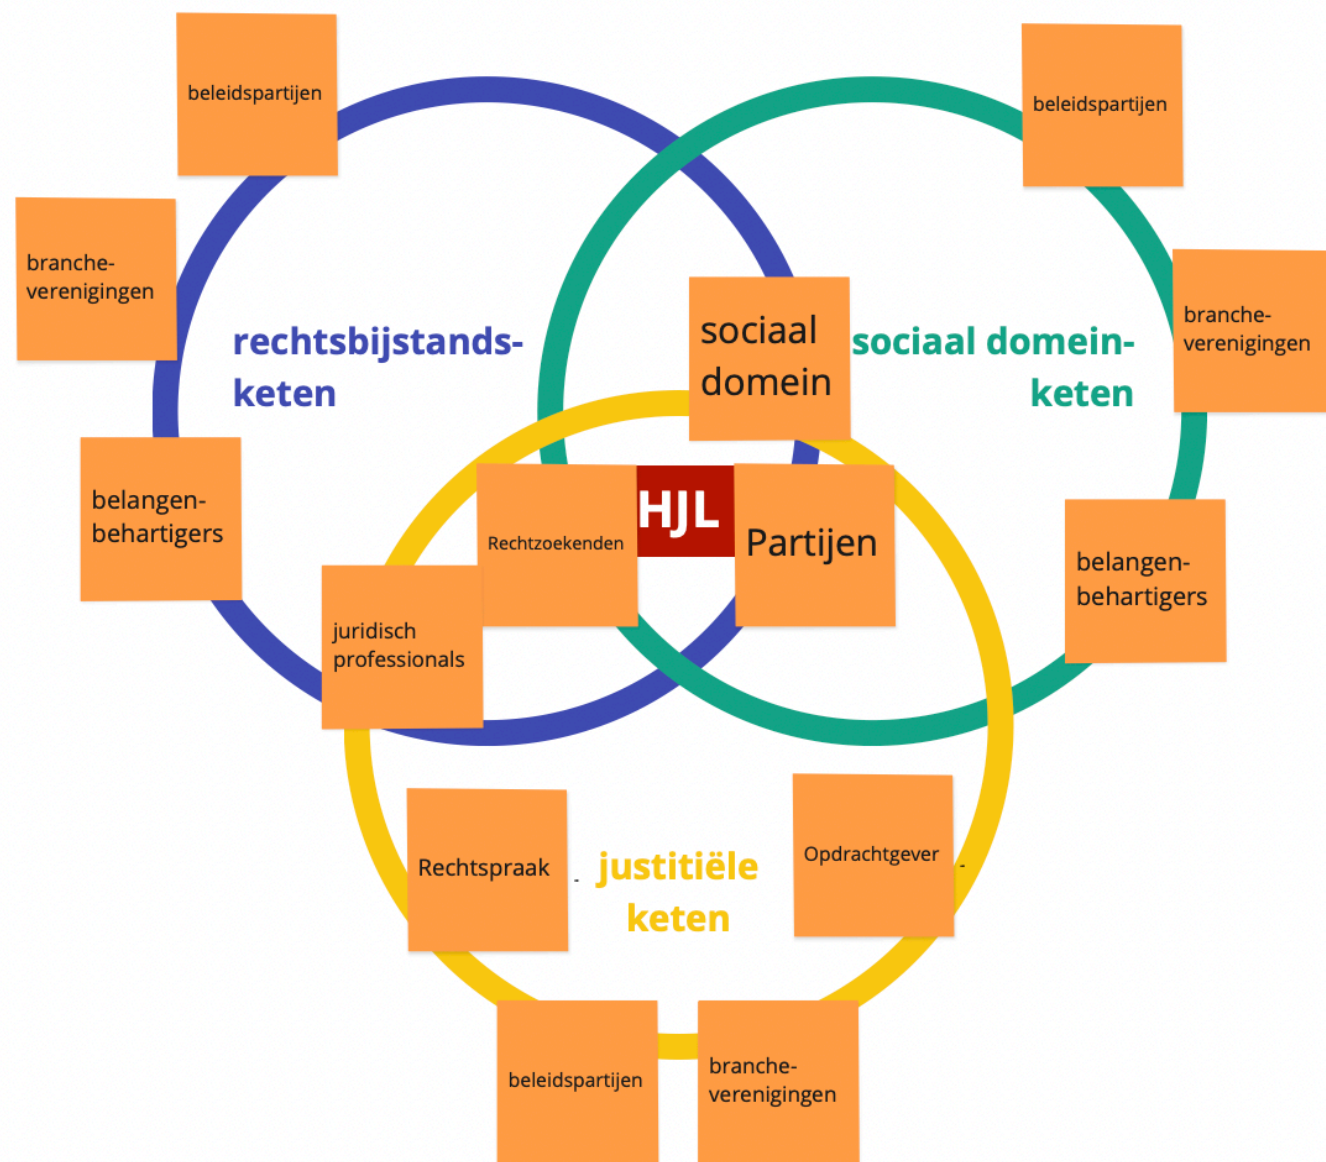 beleidspartijen
beleidspartijen
branche-
verenigingen
rechtsbijstands-
keten
sociaal
domein
sociaal domein-
keten
branche-
verenigingen
belangen-
behartigers
Rechtzoekenden
HJL
Partijen
belangen-
behartigers
juridisch
professionals
Rechtspraak
-
justitiële
keten
Opdrachtgever
-
beleidspartijen
branche-
verenigingen